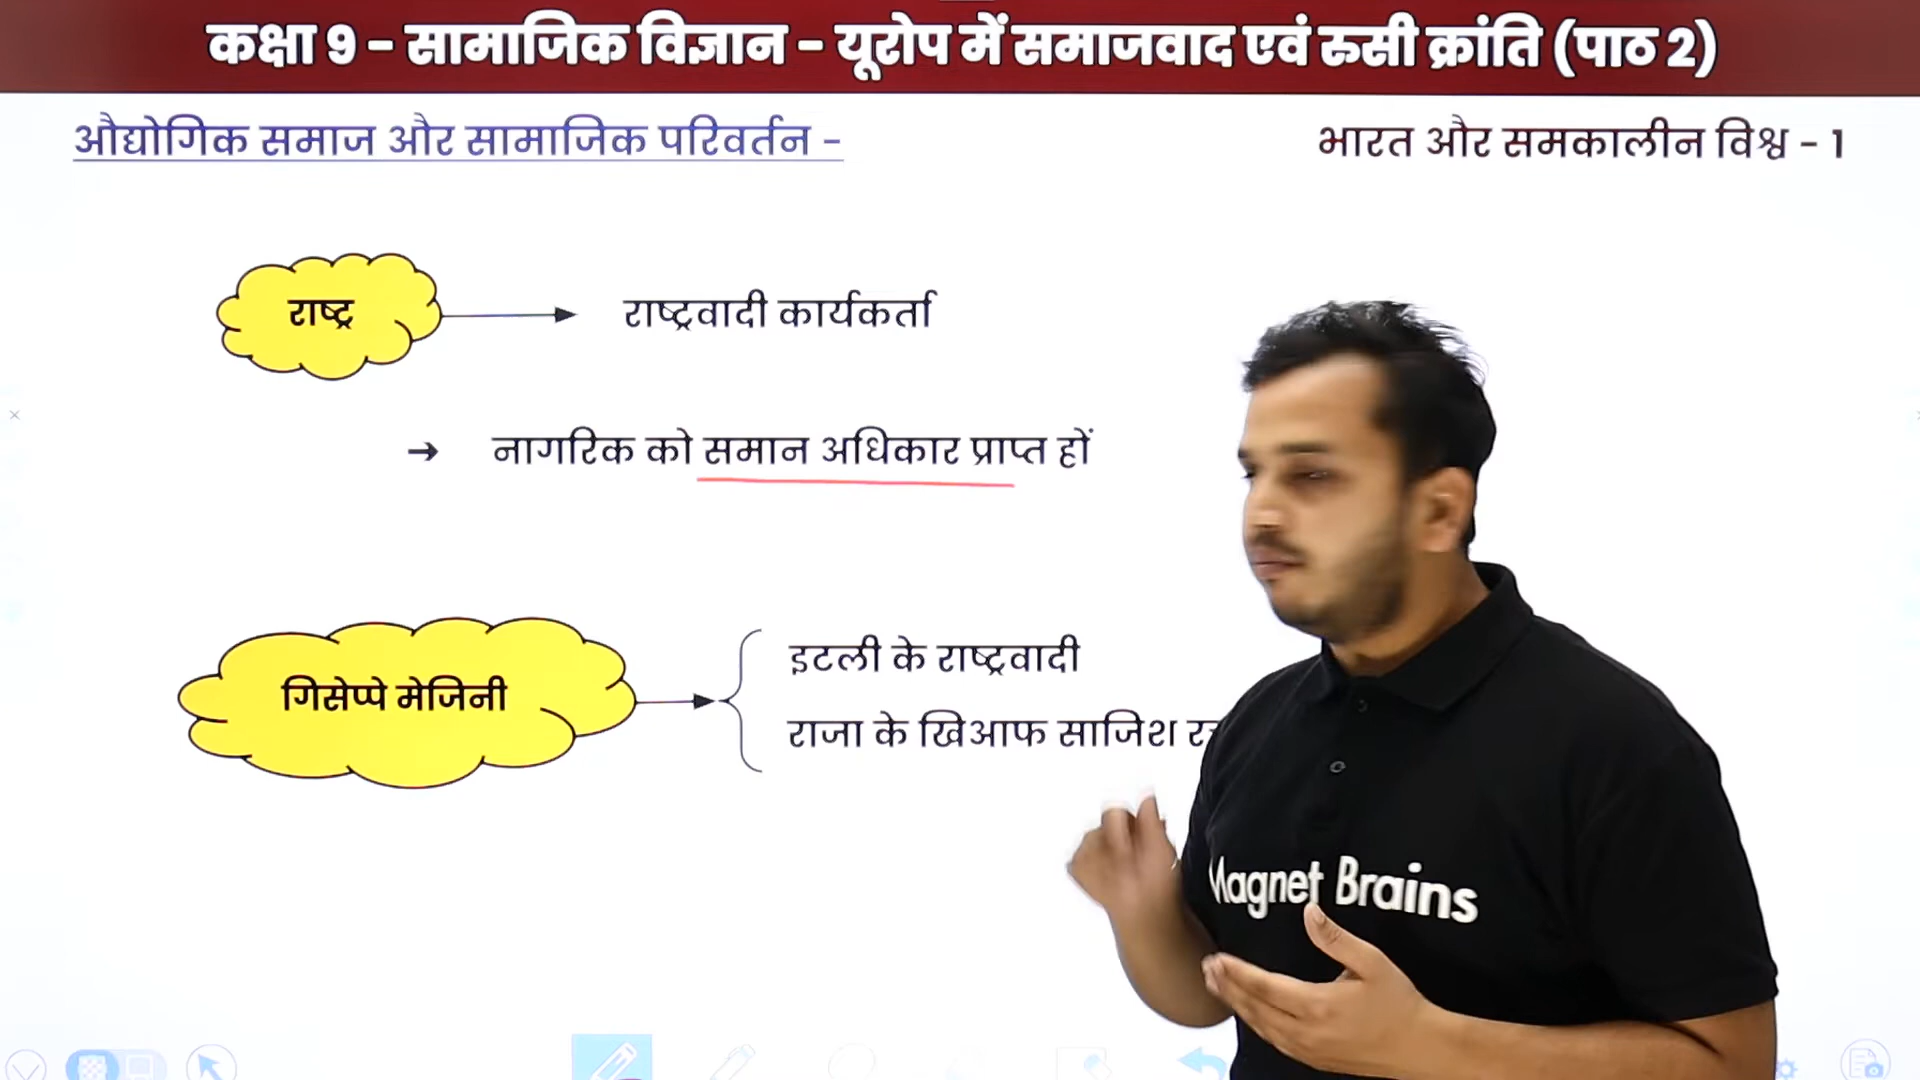 कक्षा 9 - सामाजिक विज्ञान - यूरोप में समाजवाद एवं रुसी क्रांति (पाठ 2)
औद्योगिक समाज और सामाजिक परिवर्तन -
भारत और समकालीन विश्व - 1
राष्ट्र
राष्ट्रवादी कार्यकर्ता
→ नागरिक को समान अधिकार प्राप्त हों
गिसेप्पे मेजिनी
इटली के राष्ट्रवादी
राजा के खिआफ साजिश
Magnet Brains